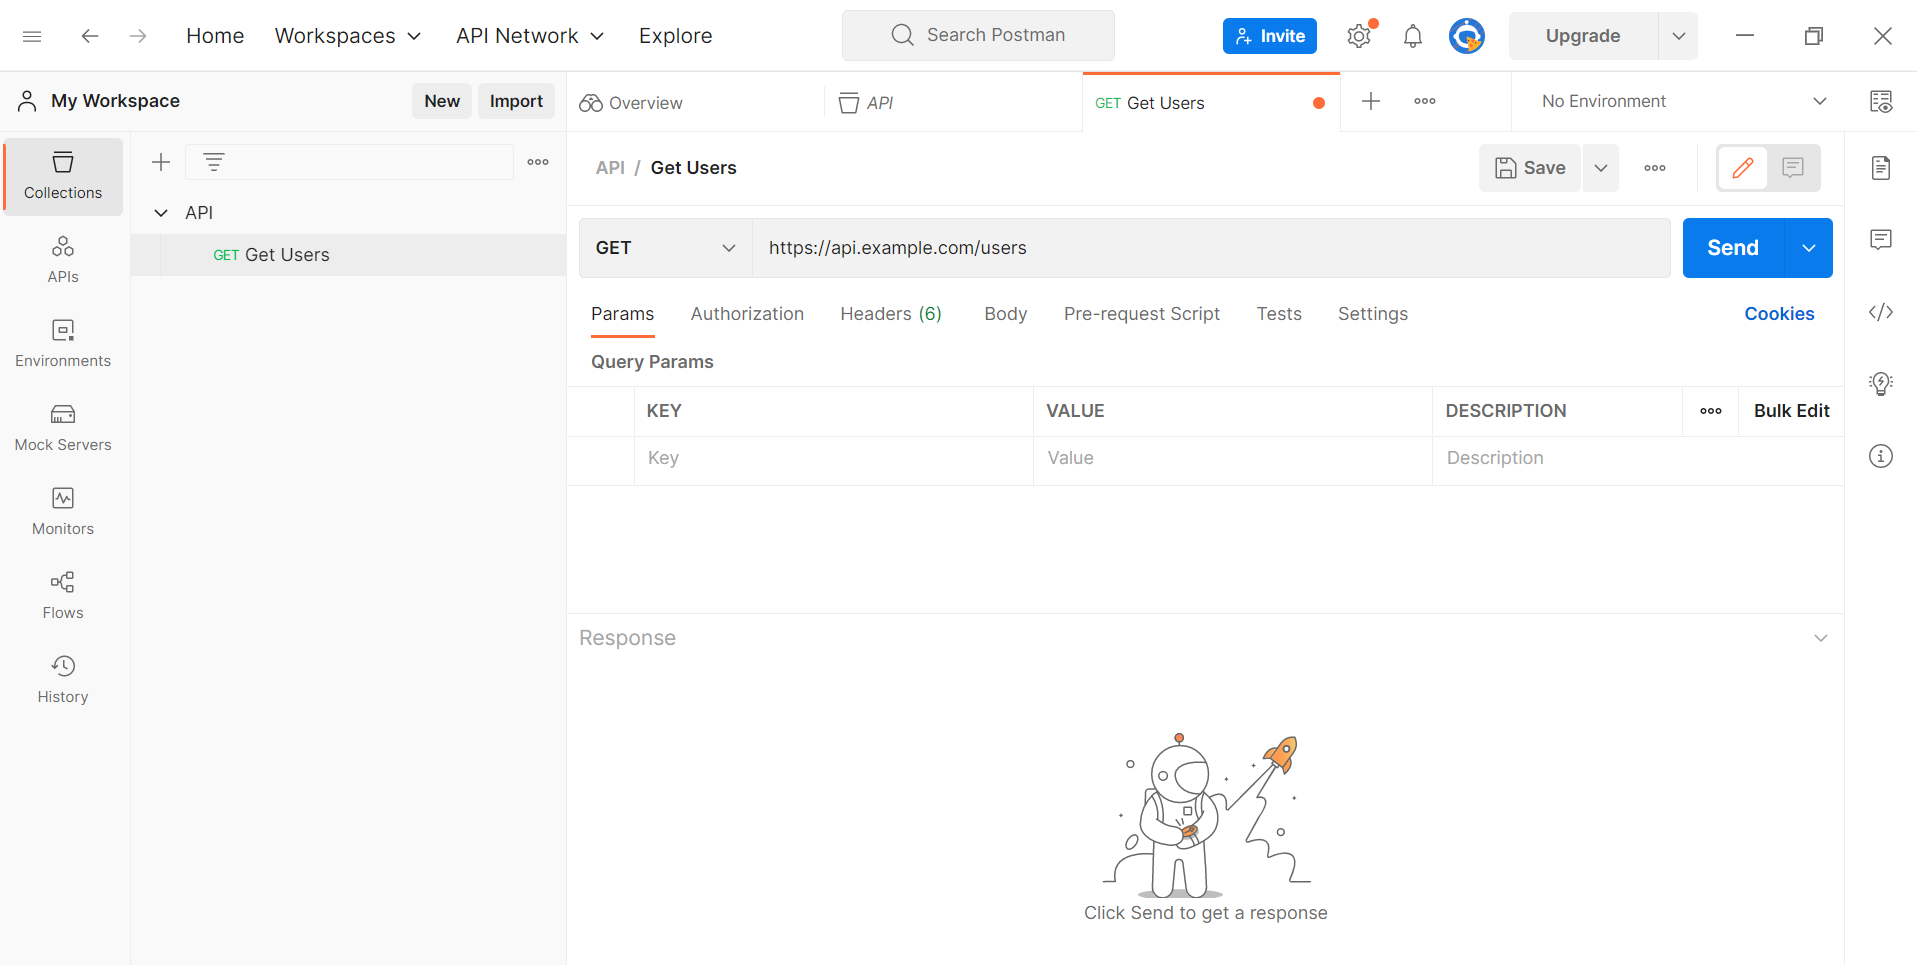 Home Workspaces API Network Explore Search Postman Invite Upgrade
My Workspace New Import Overview API GET Get Users No Environment
Collections
APIs
Environments
Mock Servers
Monitors
Flows
History
API
GET Get Users
API / Get Users Save
GET https://api.example.com/users Send
Params Authorization Headers (6) Body Pre-request Script Tests Settings Cookies
Query Params
KEY VALUE DESCRIPTION Bulk Edit
Key Value Description
Response
Click Send to get a response